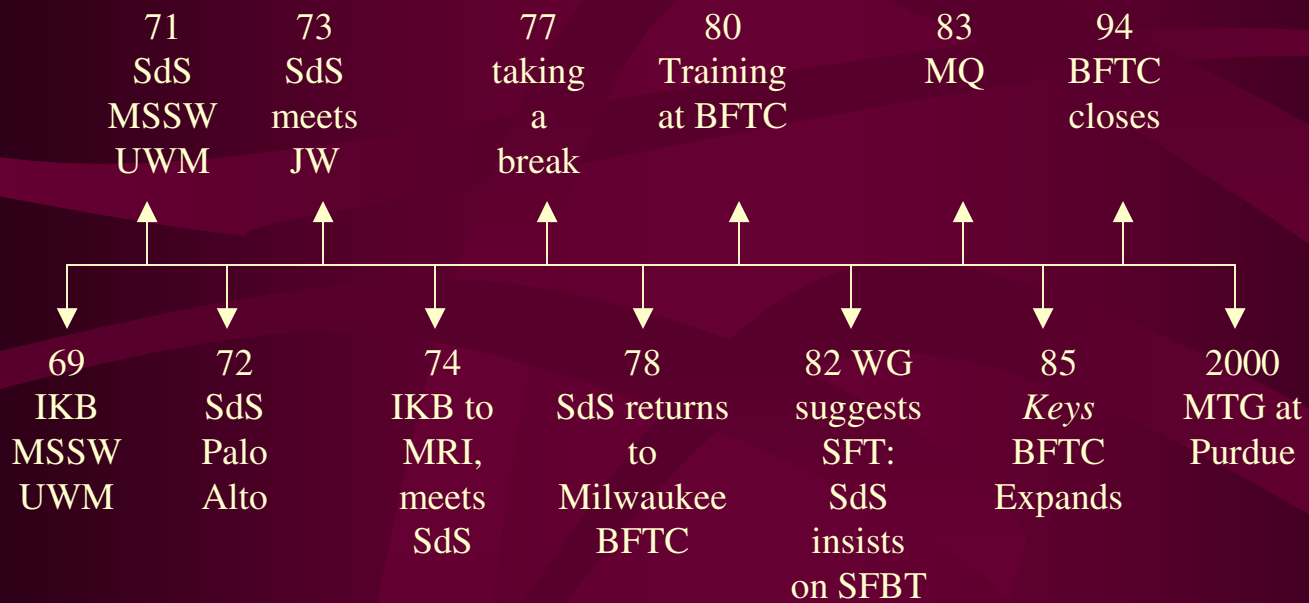 71
SdS
MSSW
UWM
73
SdS
meets
JW
77
taking
a
break
80
Training
at BFTC
83
MQ
94
BFTC
closes
69
IKB
MSSW
UWM
72
SdS
Palo
Alto
74
IKB to
MRI,
meets
SdS
78
SdS returns
to
Milwaukee
BFTC
82 WG
suggests
SFT:
SdS
insists
on SFBT
85
Keys
BFTC
Expands
2000
MTG at
Purdue